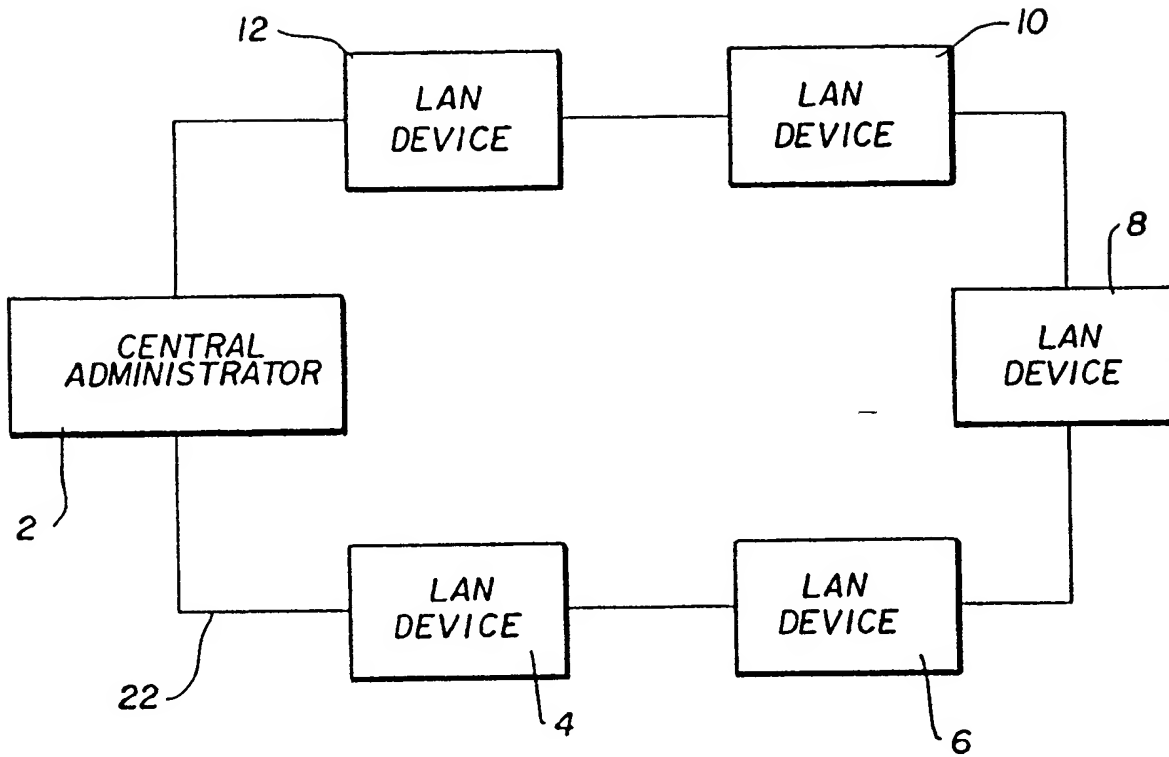 12
10
LAN
DEVICE
LAN
DEVICE
8
CENTRAL
ADMINISTRATOR
LAN
DEVICE
2
LAN
DEVICE
LAN
DEVICE
22
4
6